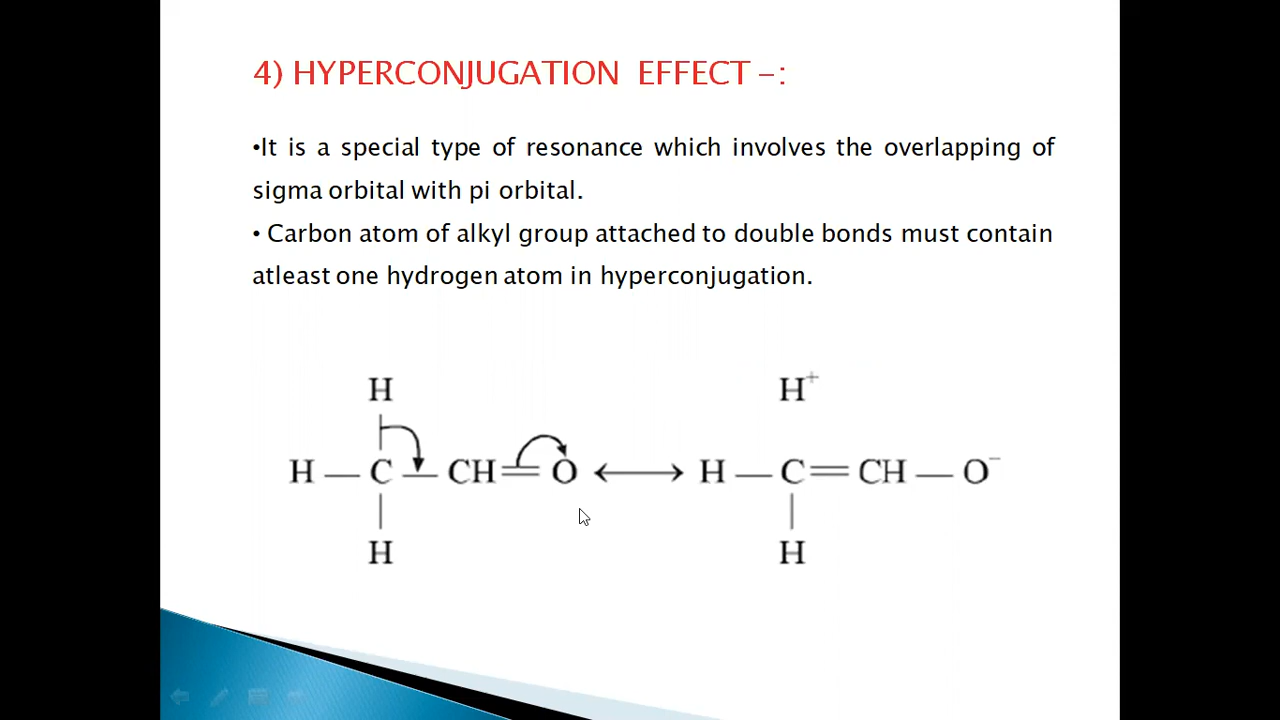 4) HYPERCONJUGATION EFFECT –:
•It is a special type of resonance which involves the overlapping of
sigma orbital with pi orbital.
• Carbon atom of alkyl group attached to double bonds must contain
atleast one hydrogen atom in hyperconjugation.
H H⁺
H — C — CH = O ⟷ H — C = CH — O⁻
H H